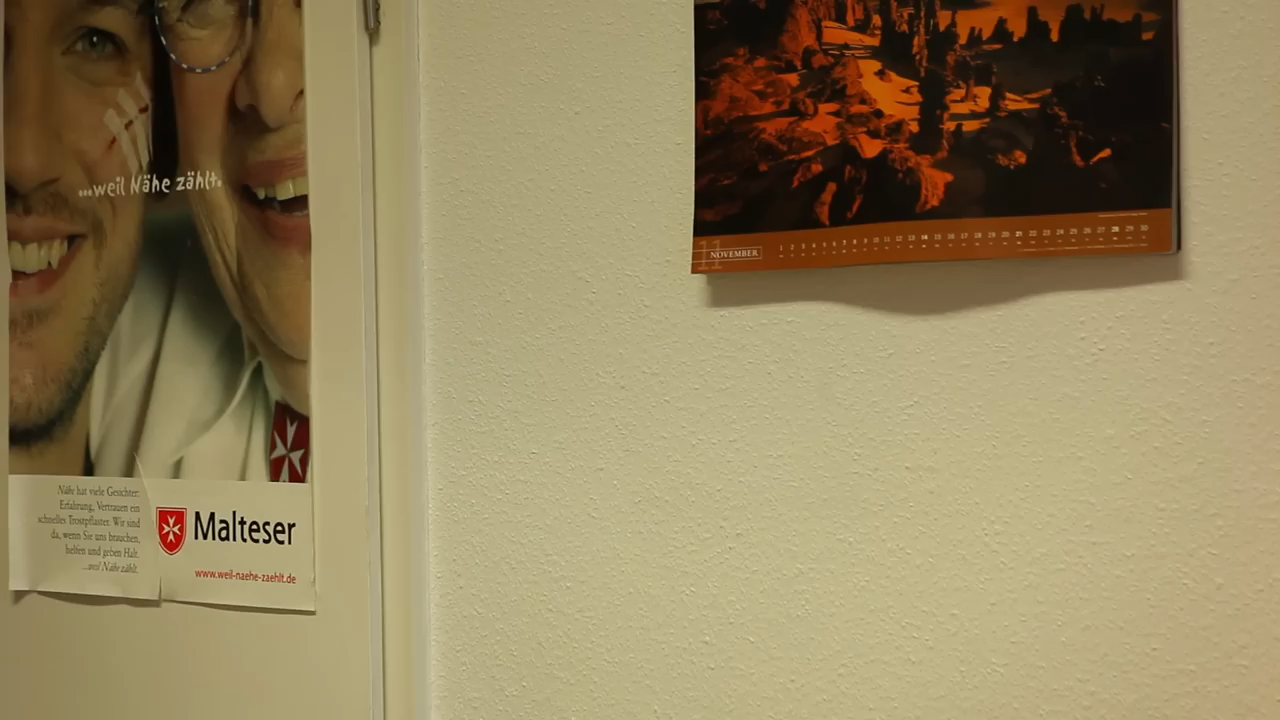 ...weil Nähe zählt.
Nähe hat viele Gesichter:
Erfahrung, Vertrauen ein
schnelles Trostpflaster. Wir sind
da, wenn Sie uns brauchen,
helfen und geben Halt.
...weil Nähe zählt.
Malteser
www.weil-naehe-zaehlt.de
11
NOVEMBER
1 2 3 4 5 6 7 8 9 10 11 12 13 14 15 16 17 18 19 20 21 22 23 24 25 26 27 28 29 30